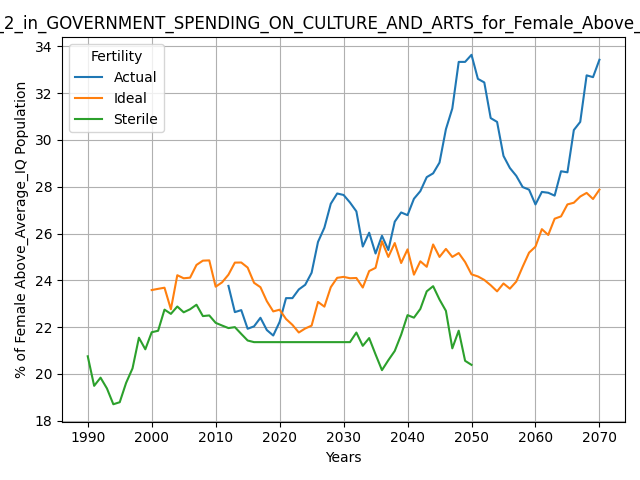 _2_in_GOVERNMENT_SPENDING_ON_CULTURE_AND_ARTS_for_Female_Above_
34
32
30
28
26
24
22
20
18
% of Female Above_Average_IQ Population
Fertility
Actual
Ideal
Sterile
1990 2000 2010 2020 2030 2040 2050 2060 2070
Years